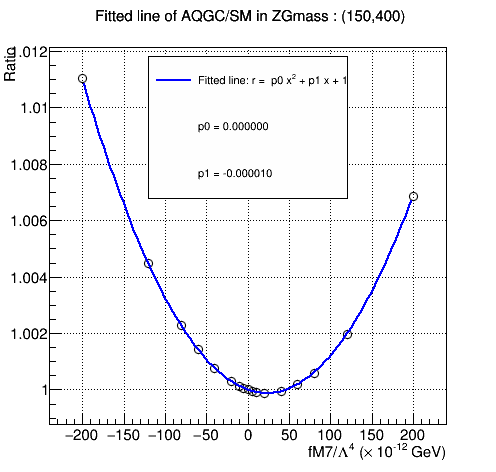 Fitted line of AQGC/SM in ZGmass : (150,400)
Ratio
1.012
1.01
1.008
1.006
1.004
1.002
1
Fitted line: r = p0 x² + p1 x + 1
p0 = 0.000000
p1 = -0.000010
−200 −150 −100 −50 0 50 100 150 200
fM7/Λ⁴ (× 10⁻¹² GeV)